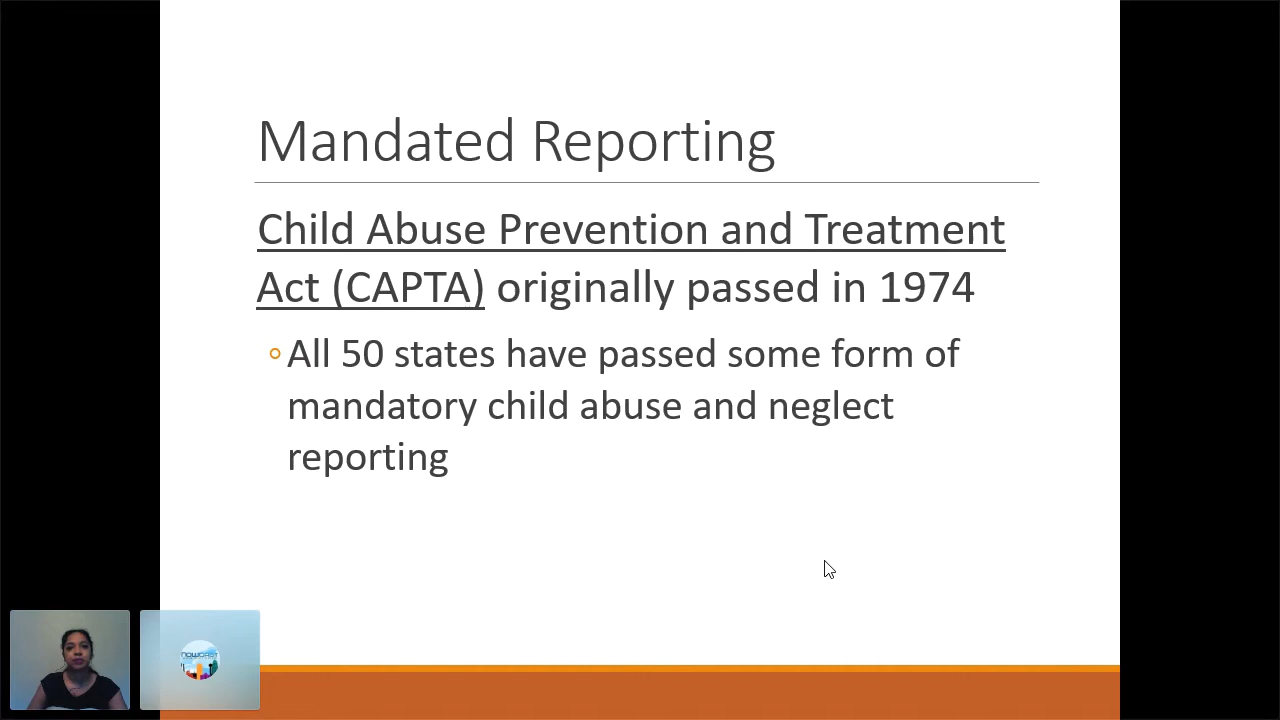 Mandated Reporting
Child Abuse Prevention and Treatment
Act (CAPTA) originally passed in 1974
◦All 50 states have passed some form of
mandatory child abuse and neglect
reporting
NOWCAST